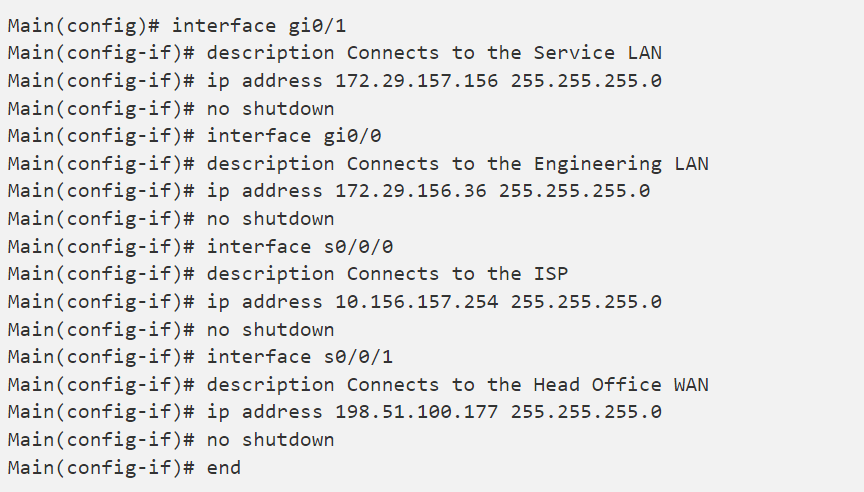 Main(config)# interface gi0/1
Main(config-if)# description Connects to the Service LAN
Main(config-if)# ip address 172.29.157.156 255.255.255.0
Main(config-if)# no shutdown
Main(config-if)# interface gi0/0
Main(config-if)# description Connects to the Engineering LAN
Main(config-if)# ip address 172.29.156.36 255.255.255.0
Main(config-if)# no shutdown
Main(config-if)# interface s0/0/0
Main(config-if)# description Connects to the ISP
Main(config-if)# ip address 10.156.157.254 255.255.255.0
Main(config-if)# no shutdown
Main(config-if)# interface s0/0/1
Main(config-if)# description Connects to the Head Office WAN
Main(config-if)# ip address 198.51.100.177 255.255.255.0
Main(config-if)# no shutdown
Main(config-if)# end